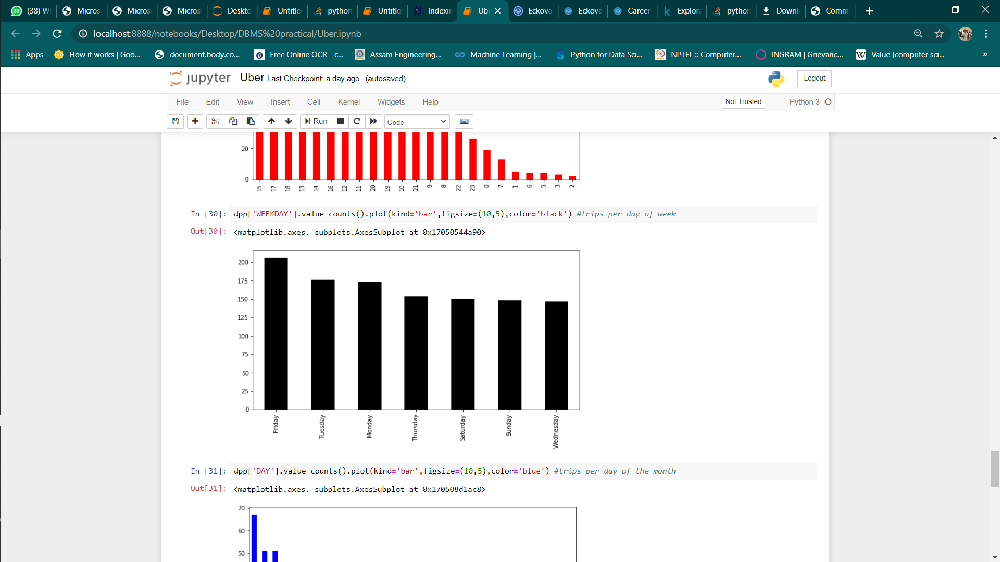 (38) W Micros Micros Micros Deskto Untitle python Untitle Indexin Ub Eckova Eckova Career Explora python Downl Comm
localhost:8888/notebooks/Desktop/DBMS%20practical/Uber.ipynb
Apps How it works | Goo... document.body.co... Free Online OCR - c... Assam Engineering... Machine Learning |... Python for Data Sci... NPTEL :: Computer... INGRAM | Grievanc... Value (computer sci... »
jupyter Uber Last Checkpoint: a day ago (autosaved) Logout
File Edit View Insert Cell Kernel Widgets Help Not Trusted Python 3
Run Code
20
0
15 17 18 13 14 16 12 11 20 19 10 21 9 8 22 23 0 7 1 6 5 3 2
In [30]: dpp['WEEKDAY'].value_counts().plot(kind='bar',figsize=(10,5),color='black') #trips per day of week
Out[30]: <matplotlib.axes._subplots.AxesSubplot at 0x17050544a90>
200
175
150
125
100
75
50
25
0
Friday Tuesday Monday Thursday Saturday Sunday Wednesday
In [31]: dpp['DAY'].value_counts().plot(kind='bar',figsize=(10,5),color='blue') #trips per day of the month
Out[31]: <matplotlib.axes._subplots.AxesSubplot at 0x170508d1ac8>
70
60
50